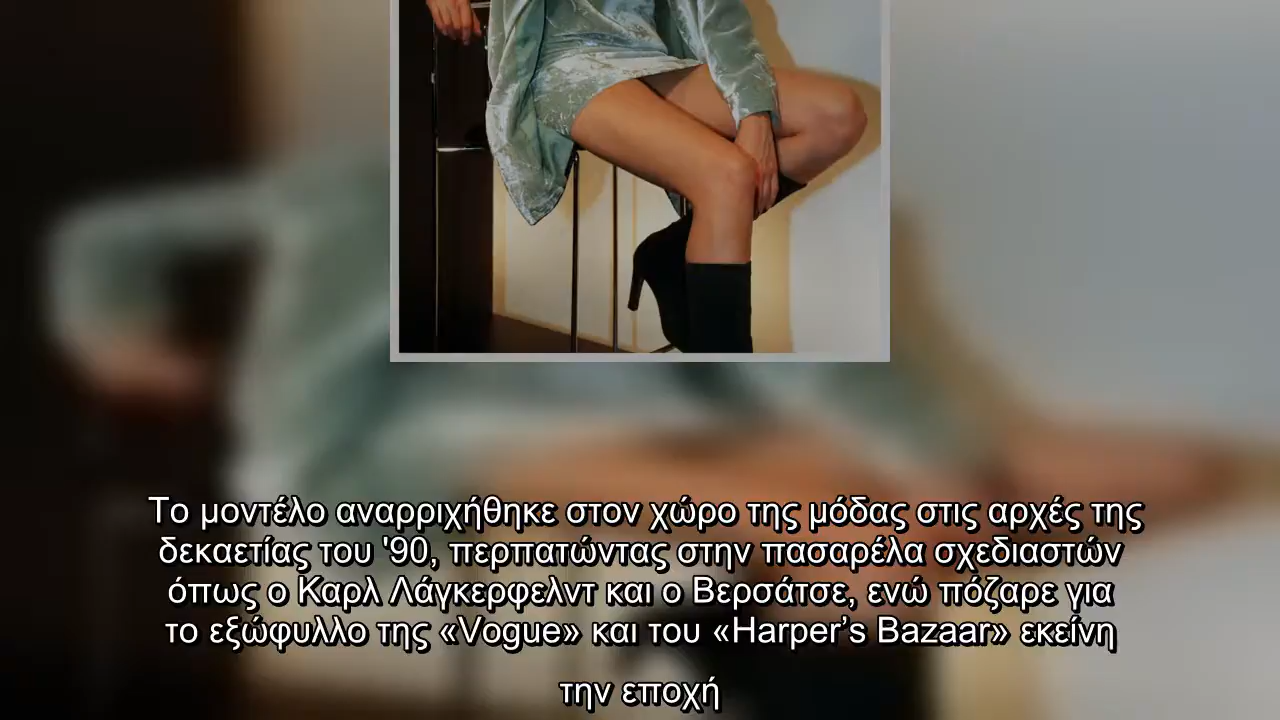 Το μοντέλο αναρριχήθηκε στον χώρο της μόδας στις αρχές της
δεκαετίας του '90, περπατώντας στην πασαρέλα σχεδιαστών
όπως ο Καρλ Λάγκερφελντ και ο Βερσάτσε, ενώ πόζαρε για
το εξώφυλλο της «Vogue» και του «Harper’s Bazaar» εκείνη
την εποχή